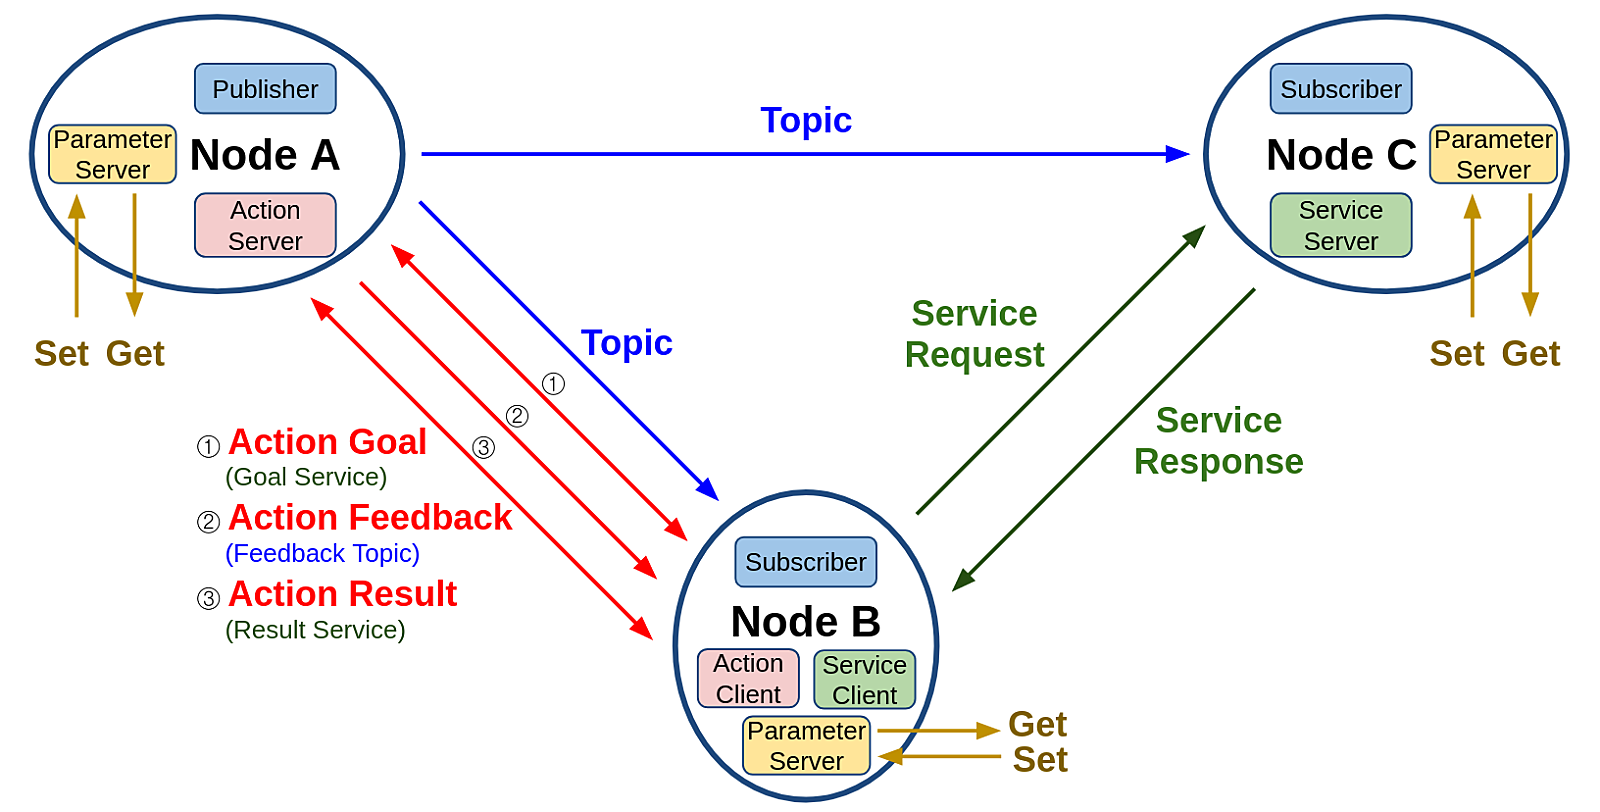 Publisher
Parameter
Server
Node A
Action
Server
Set Get
Topic
Subscriber
Node C
Parameter
Server
Service
Server
Set Get
Topic
Service
Request
Service
Response
①
②
③
① Action Goal
(Goal Service)
② Action Feedback
(Feedback Topic)
③ Action Result
(Result Service)
Subscriber
Node B
Action
Client
Service
Client
Parameter
Server
Get
Set